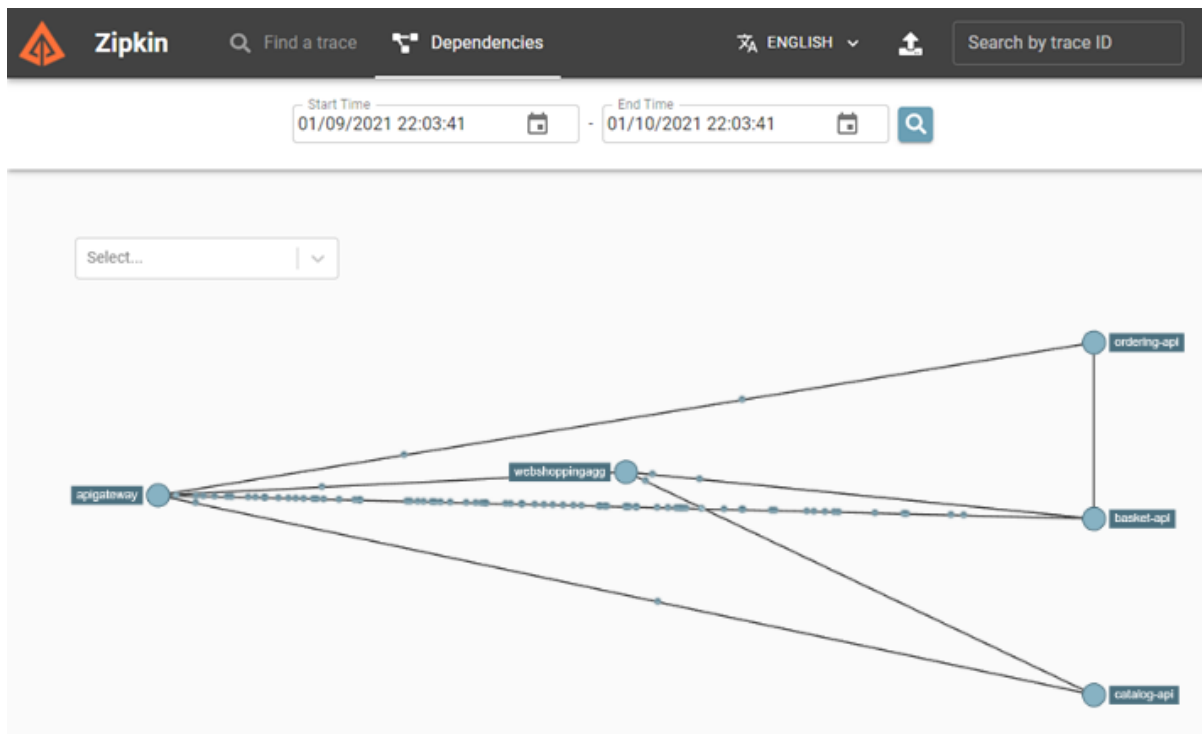 Zipkin Find a trace Dependencies ENGLISH Search by trace ID
Start Time End Time
01/09/2021 22:03:41 - 01/10/2021 22:03:41
Select...
ordering-api
webshoppingagg
apigateway
basket-api
catalog-api